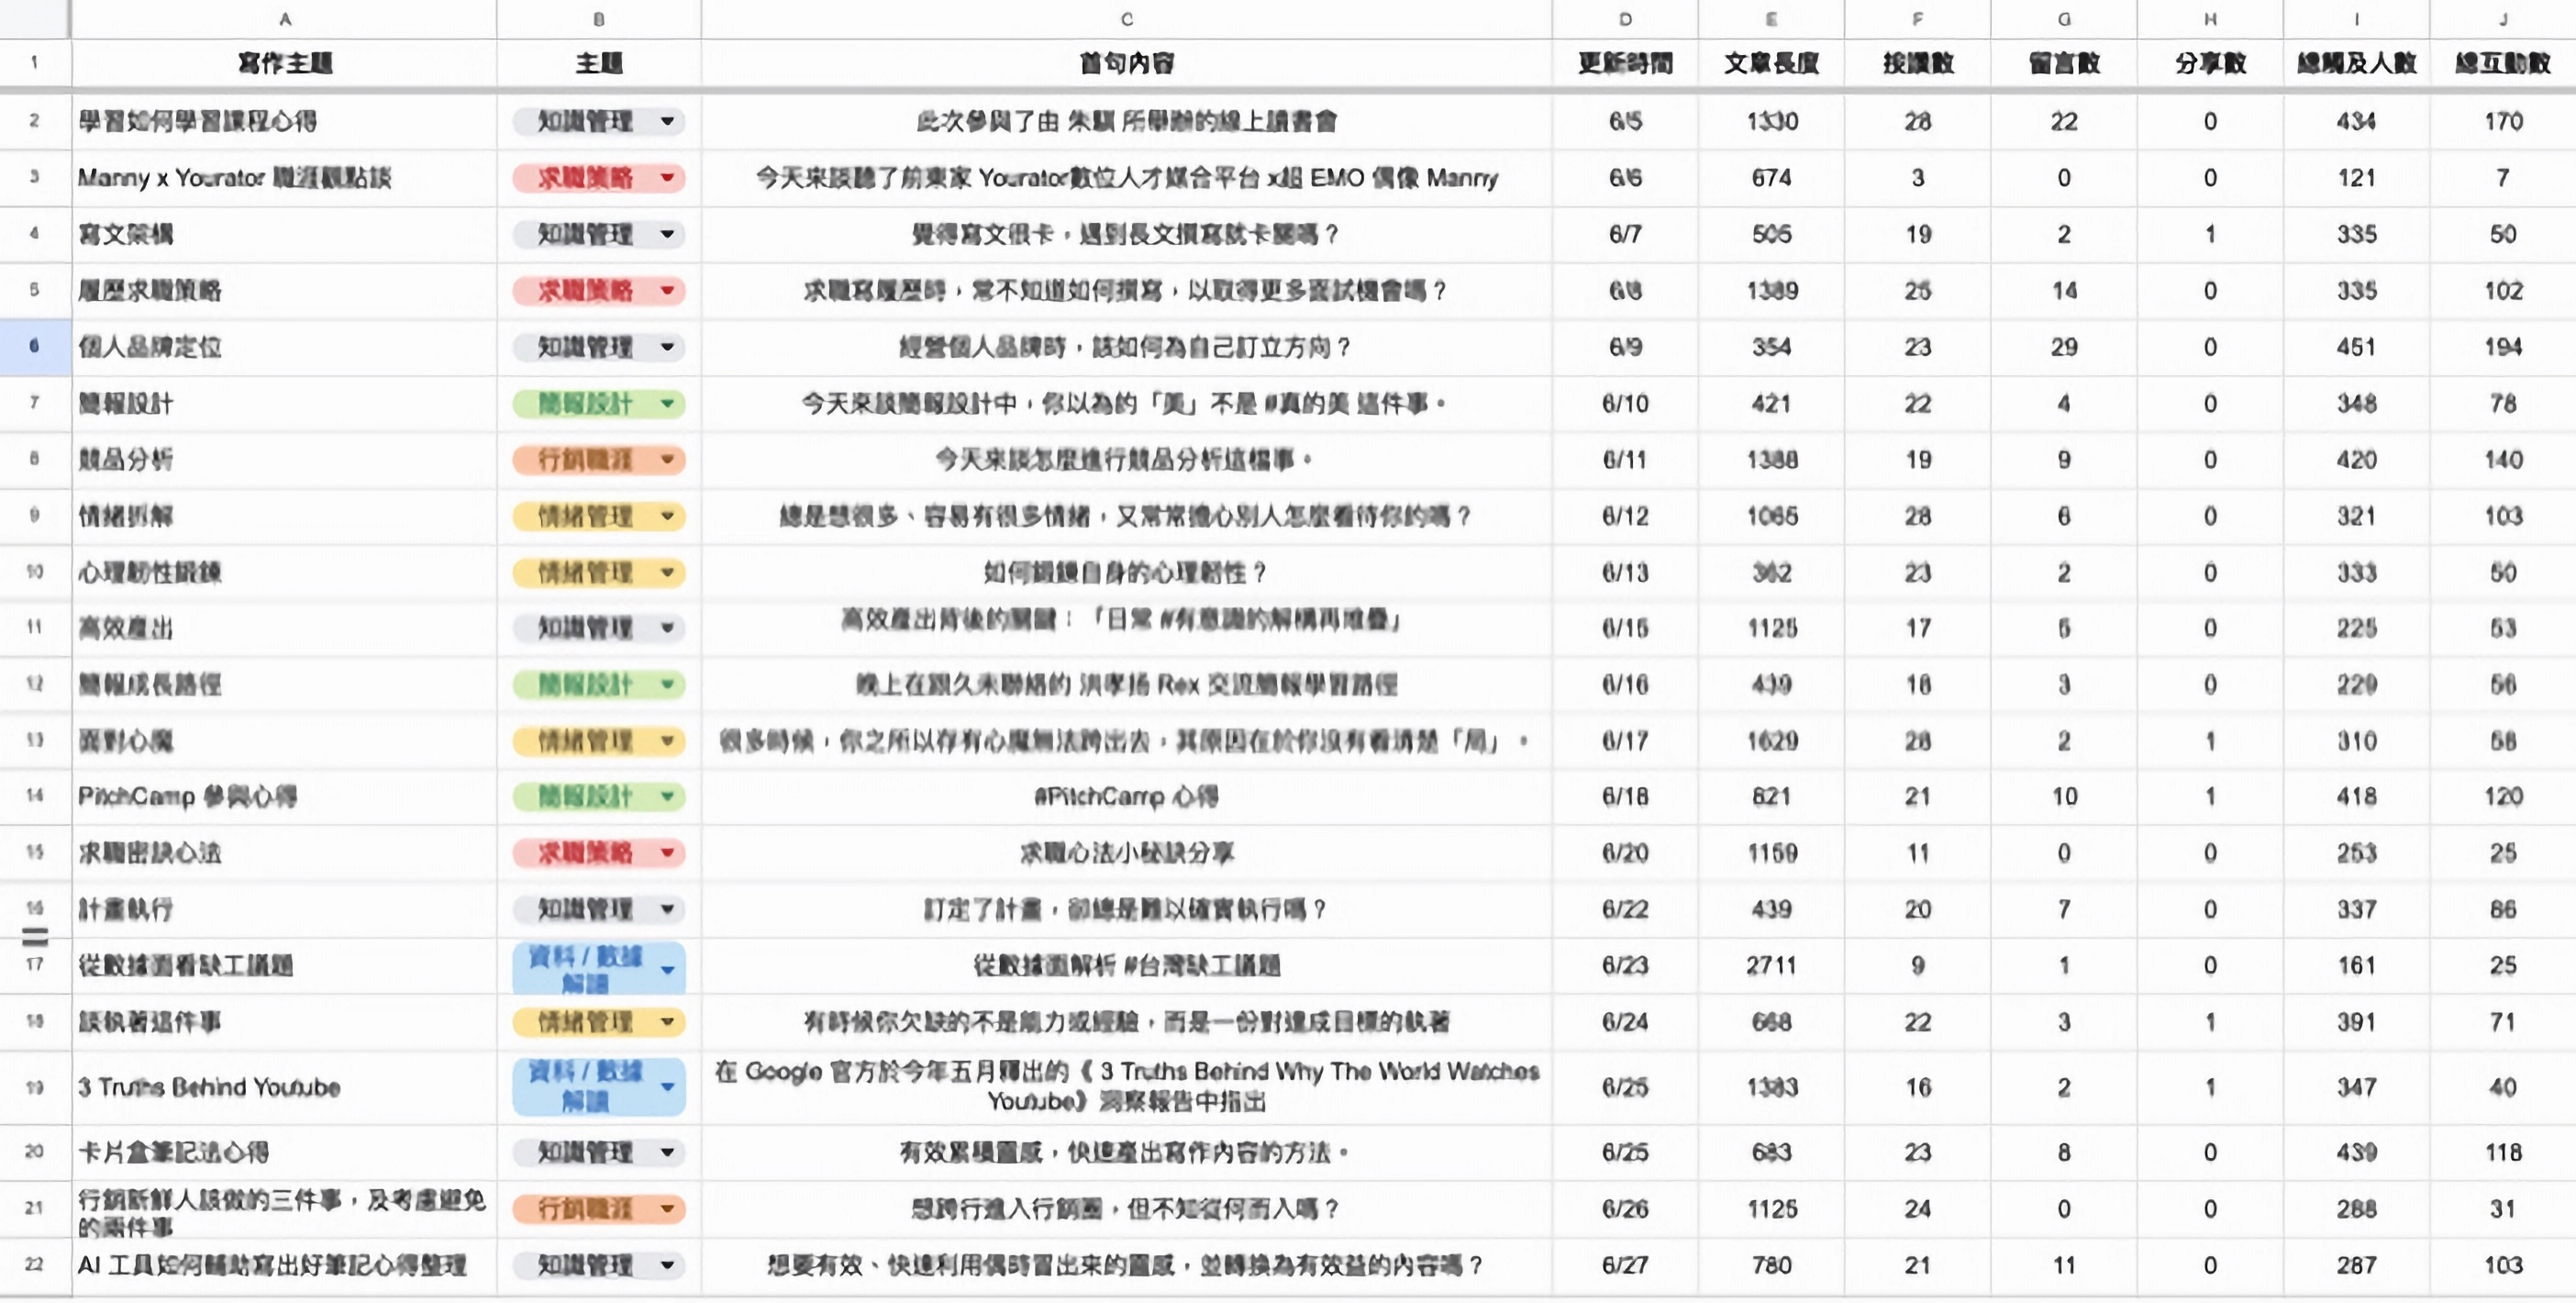 A B C D E F G H I J
1 寫作主題 主題 首句內容 更新時間 文章長度 按讚數 留言數 分享數 總觸及人數 總互動數
2 學習如何學習課程心得 知識管理 此次參與了由 朱騏 所舉辦的線上讀書會 6/5 1330 28 22 0 434 170
3 Manny x Yourator 職涯觀點談 求職策略 今天來談聽了前東家 Yourator數位人才媒合平台 x超 EMO 偶像 Manny 6/6 674 3 0 0 121 7
4 寫文架構 知識管理 覺得寫文很卡，遇到長文撰寫就卡關嗎？ 6/7 505 19 2 1 335 50
5 履歷求職策略 求職策略 求職寫履歷時，常不知道如何撰寫，以取得更多面試機會嗎？ 6/8 1389 25 14 0 335 102
6 個人品牌定位 知識管理 經營個人品牌時，該如何為自己訂立方向？ 6/9 354 23 29 0 451 194
7 簡報設計 簡報設計 今天來談簡報設計中，你以為的「美」不是 #真的美 這件事。 6/10 421 22 4 0 348 78
8 競品分析 行銷職涯 今天來談怎麼進行競品分析這檔事。 6/11 1388 19 9 0 420 140
9 情緒拆解 情緒管理 總是想很多、容易有很多情緒，又常常擔心別人怎麼看待你的嗎？ 6/12 1065 28 6 0 321 103
10 心理韌性鍛鍊 情緒管理 如何鍛鍊自身的心理韌性？ 6/13 362 23 2 0 333 50
11 高效產出 知識管理 高效產出背後的關鍵：「日常 #有意識的解構再堆疊」 6/15 1125 17 5 0 225 53
12 簡報成長路徑 簡報設計 晚上在跟久未聯絡的 Rex 交流簡報學習路徑 6/16 439 18 3 0 229 56
13 面對心魔 情緒管理 很多時候，你之所以存有心魔無法跨出去，其原因在於你沒有看清楚「局」。 6/17 1629 28 2 1 310 58
14 PitchCamp 參與心得 簡報設計 #PitchCamp 心得 6/18 821 21 10 1 418 120
15 求職密訣心法 求職策略 求職心法小秘訣分享 6/20 1159 11 0 0 253 25
16 計畫執行 知識管理 訂定了計畫，卻總是難以確實執行嗎？ 6/22 439 20 7 0 337 86
17 從數據面看缺工議題 資料 / 數據 從數據面解析 #台灣缺工議題 6/23 2711 9 1 0 161 25
解讀
18 談執著這件事 情緒管理 有時候你欠缺的不是能力或經驗，而是一份對達成目標的執著 6/24 668 22 3 1 391 71
19 3 Truths Behind Youtube 資料 / 數據 在 Google 官方於今年五月釋出的《 3 Truths Behind Why The World Watches 6/25 1383 16 2 1 347 40
解讀 Youtube》洞察報告中指出
20 卡片盒筆記法心得 知識管理 有效累積靈感，快速產出寫作內容的方法。 6/25 683 23 8 0 439 118
21 行銷新鮮人該做的三件事，及考慮避免 行銷職涯 想跨行進入行銷圈，但不知從何而入嗎？ 6/26 1125 24 0 0 288 31
的兩件事
22 AI 工具如何輔助寫出好筆記心得整理 知識管理 想要有效、快速利用偶時冒出來的靈感，並轉換為有效益的內容嗎？ 6/27 780 21 11 0 287 103